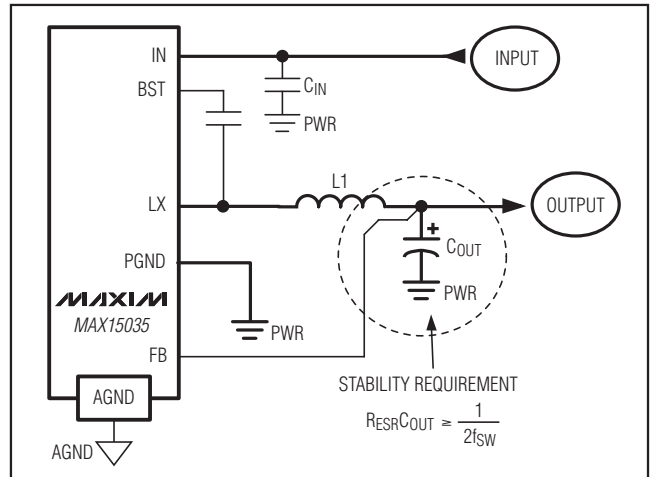 IN
INPUT
BST
CIN
PWR
L1
LX
OUTPUT
+
COUT
PGND
PWR
MAXIM
MAX15035
PWR
FB
STABILITY REQUIREMENT
AGND
RESRCOUT ≥ 1/2fSW
AGND